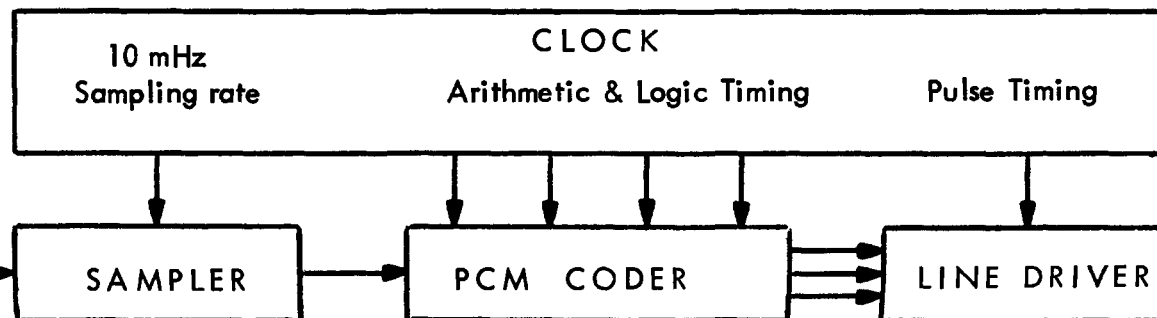 CLOCK
10 mHz
Sampling rate
Arithmetic & Logic Timing
Pulse Timing
SAMPLER
PCM CODER
LINE DRIVER